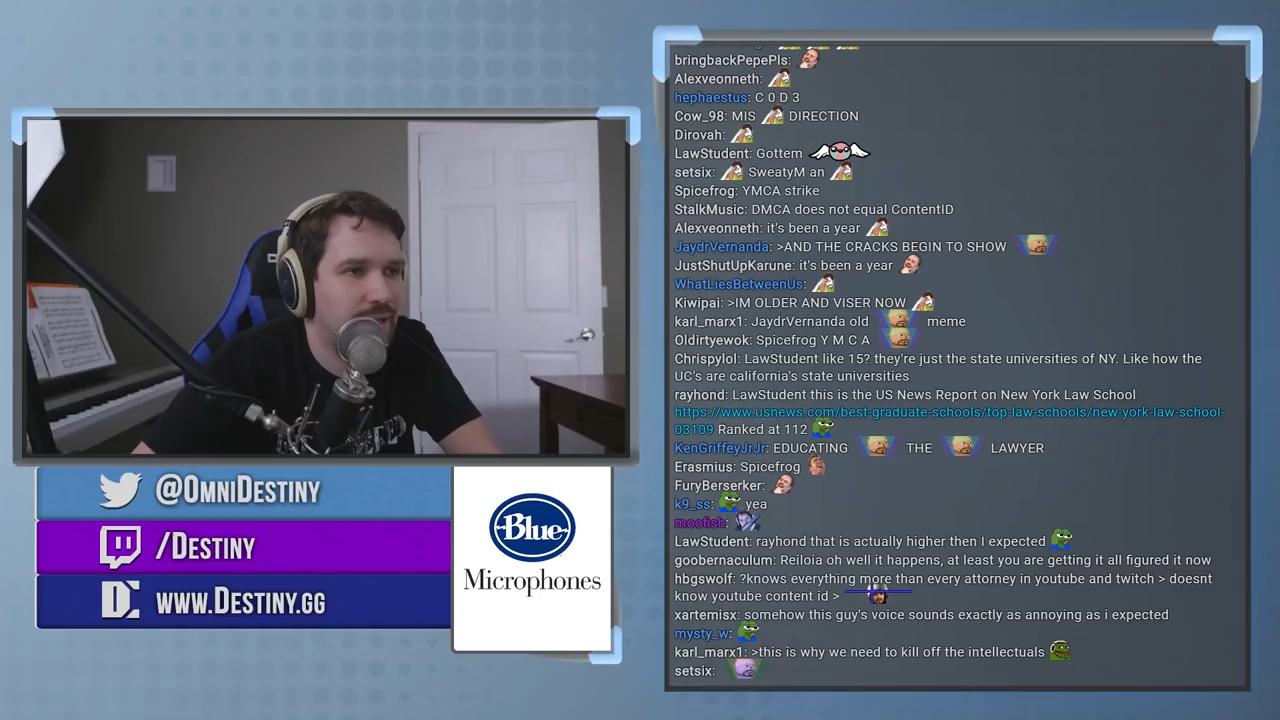 bringbackPepePls:
Alexveonneth:
hephaestus: C 0 D 3
Cow_98: MIS DIRECTION
Dirovah:
LawStudent: Gottem
setsix: SweatyM an
Spicefrog: YMCA strike
StalkMusic: DMCA does not equal ContentID
Alexveonneth: it's been a year
JaydrVernanda: >AND THE CRACKS BEGIN TO SHOW
JustShutUpKarune: it's been a year
WhatLiesBetweenUs:
Kiwipai: >IM OLDER AND VISER NOW
karl_marx1: JaydrVernanda old meme
Oldirtyewok: Spicefrog Y M C A
Chrispylol: LawStudent like 15? they're just the state universities of NY. Like how the
UC's are california's state universities
rayhond: LawStudent this is the US News Report on New York Law School
https://www.usnews.com/best-graduate-schools/top-law-schools/new-york-law-school-
03109 Ranked at 112
KenGriffeyJrJr: EDUCATING THE LAWYER
Erasmius: Spicefrog
FuryBerserker:
k9_ss: yea
moofish:
LawStudent: rayhond that is actually higher then I expected
goobernaculum: Reiloia oh well it happens, at least you are getting it all figured it now
hbgswolf: ?knows everything more than every attorney in youtube and twitch > doesnt
know youtube content id >
xartemisx: somehow this guy's voice sounds exactly as annoying as i expected
mysty_w:
karl_marx1: >this is why we need to kill off the intellectuals
setsix:
@OmniDestiny
/Destiny
www.Destiny.gg
Blue
Microphones